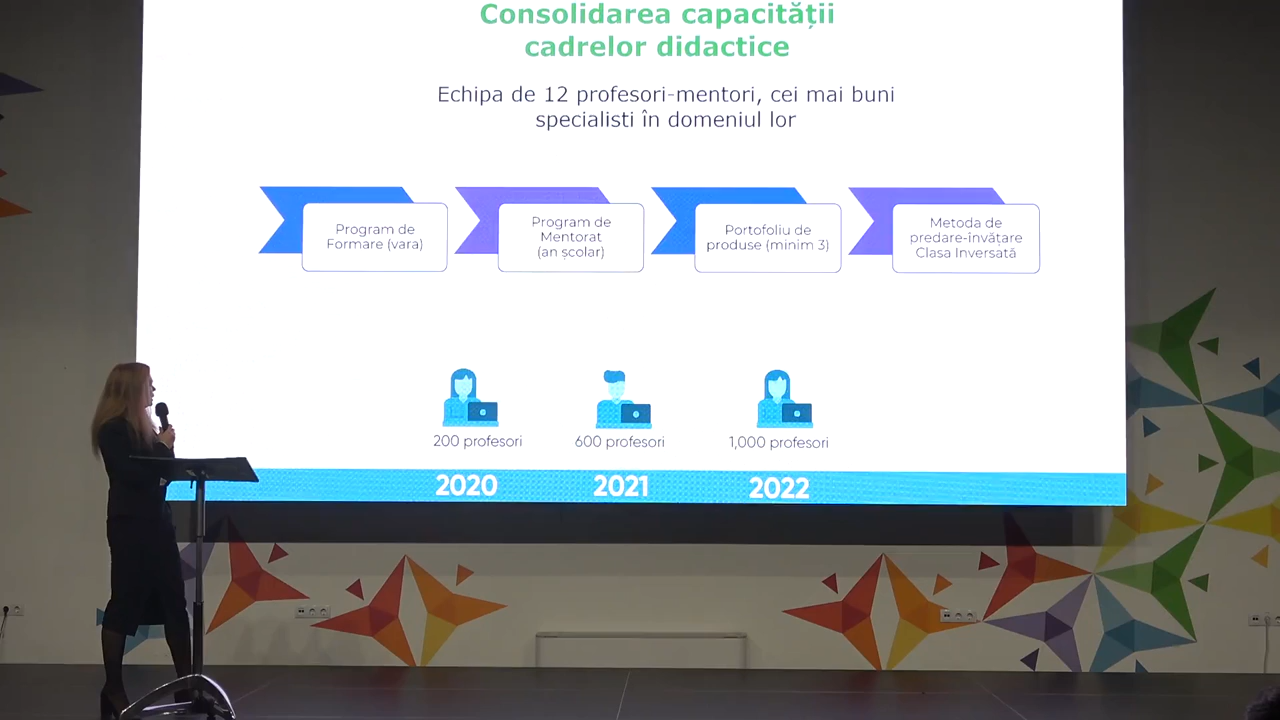 Consolidarea capacității
cadrelor didactice
Echipa de 12 profesori-mentori, cei mai buni
specialisti în domeniul lor
Program de
Formare (vara)
Program de
Mentorat
(an școlar)
Portofoliu de
produse (minim 3)
Metoda de
predare-învățare
Clasa Inversată
200 profesori
600 profesori
1,000 profesori
2020
2021
2022